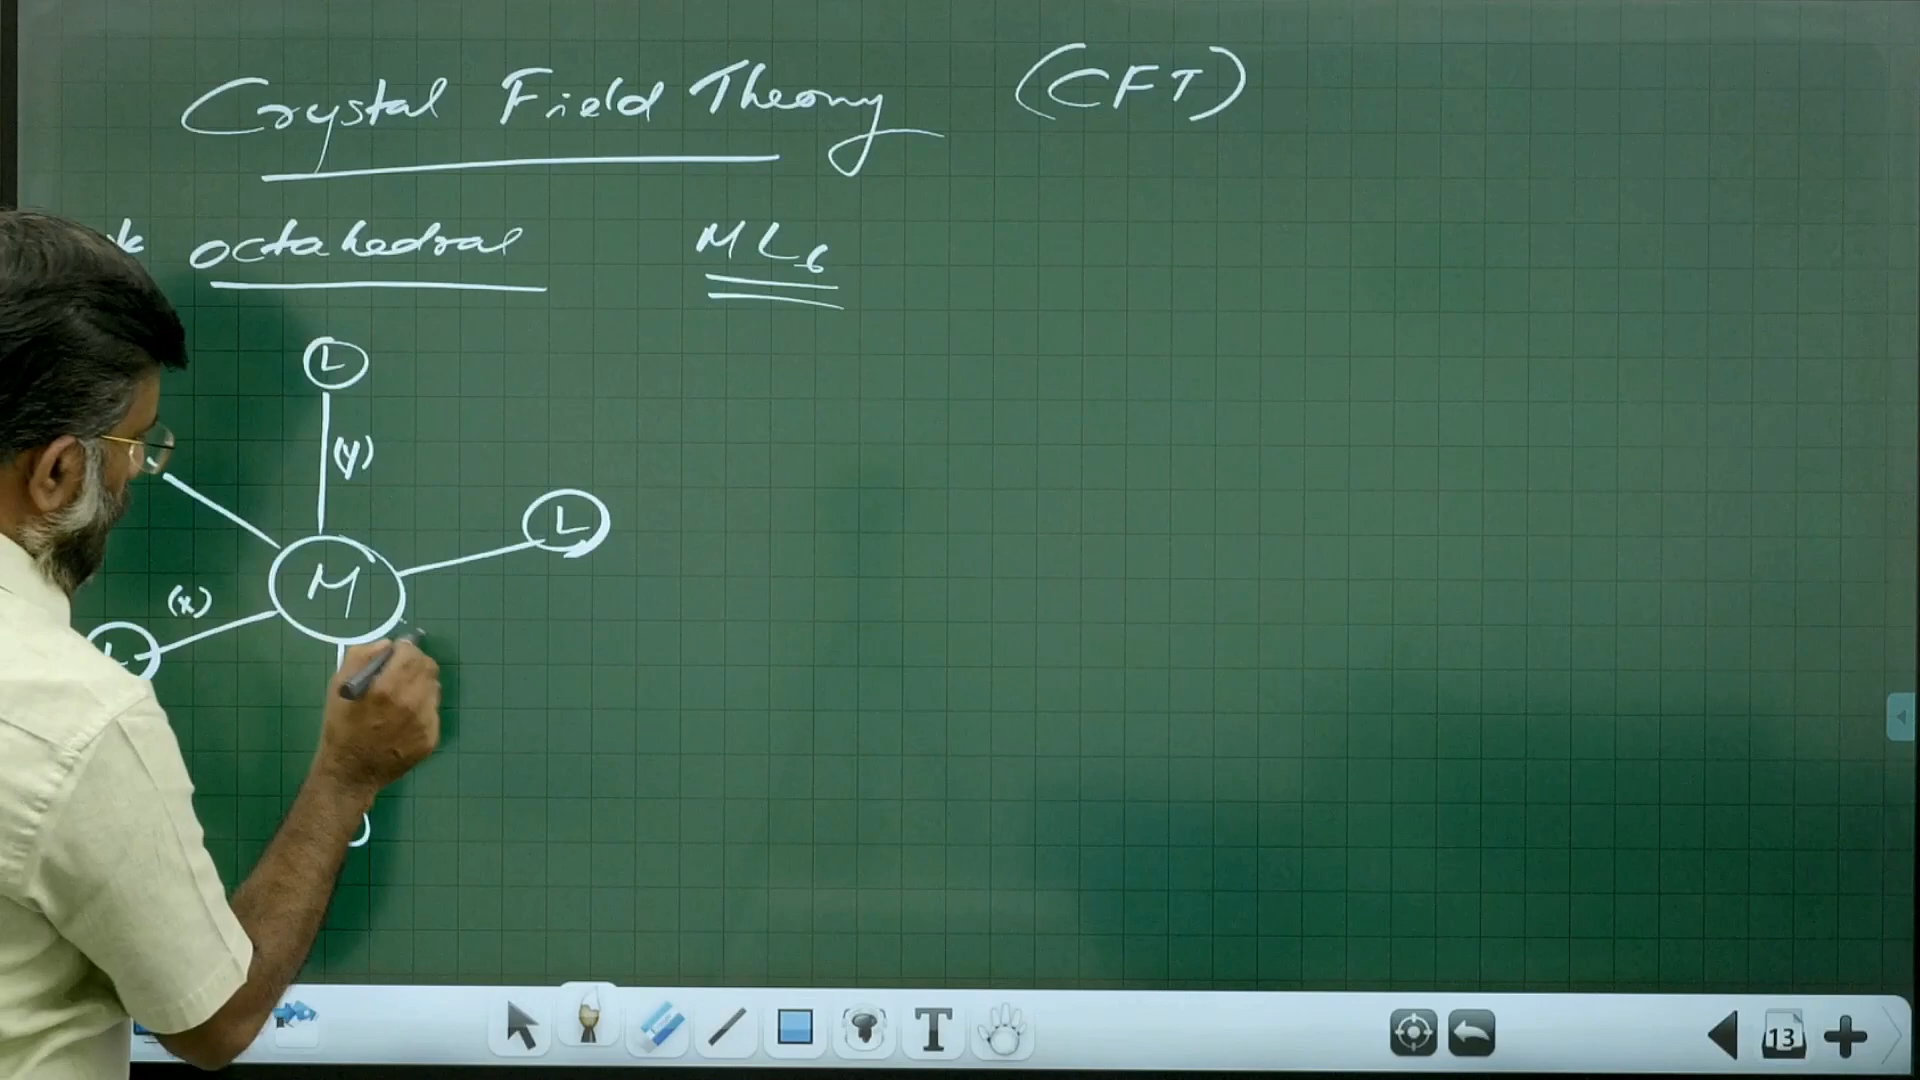 Crystal Field Theory (CFT)
octahedral ML₆
L
(y)
L
M
(x)
L
T
13